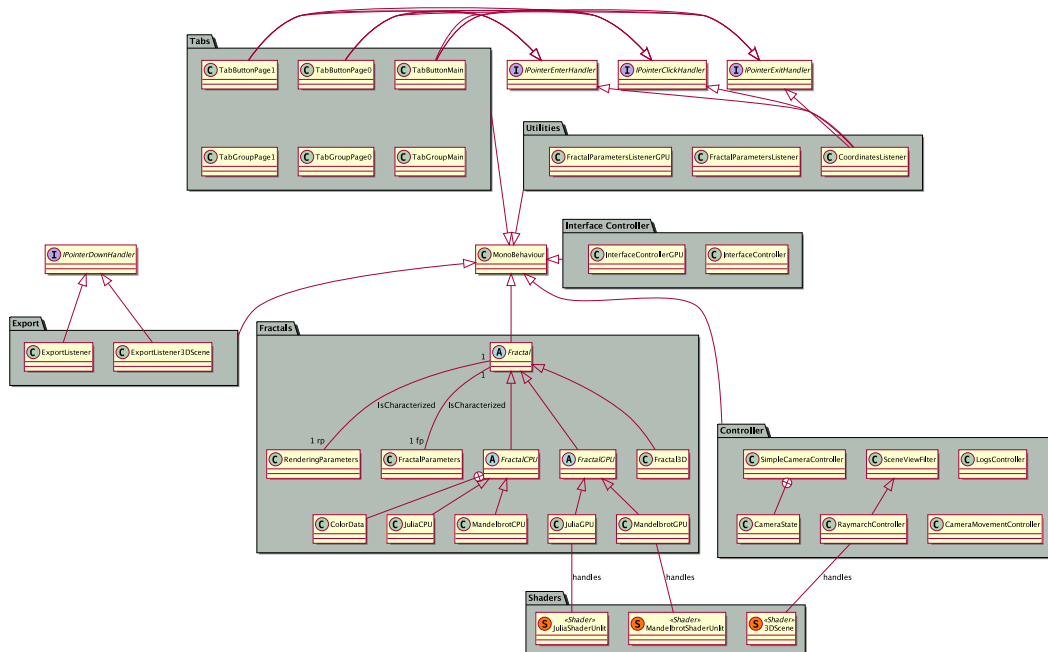 Tabs
C TabButtonPage1
C TabButtonPage0
C TabButtonMain
I IPointerEnterHandler
I IPointerClickHandler
I IPointerExitHandler
Utilities
C TabGroupPage1
C TabGroupPage0
C TabGroupMain
C FractalParametersListenerGPU
C FractalParametersListener
C CoordinatesListener
Interface Controller
I IPointerDownHandler
C MonoBehaviour
C InterfaceControllerGPU
C InterfaceController
Export
C ExportListener
C ExportListener3DScene
Fractals
A Fractal
1
1
IsCharacterized
IsCharacterized
1 rp
1 fp
C RenderingParameters
C FractalParameters
A FractalCPU
A FractalGPU
C Fractal3D
C ColorData
C JuliaCPU
C MandelbrotCPU
C JuliaGPU
C MandelbrotGPU
Controller
C SimpleCameraController
C SceneViewFilter
C LogsController
C CameraState
C RaymarchController
C CameraMovementController
handles
handles
handles
Shaders
S «Shader»
JuliaShaderUnlit
S «Shader»
MandelbrotShaderUnlit
S «Shader»
3DScene